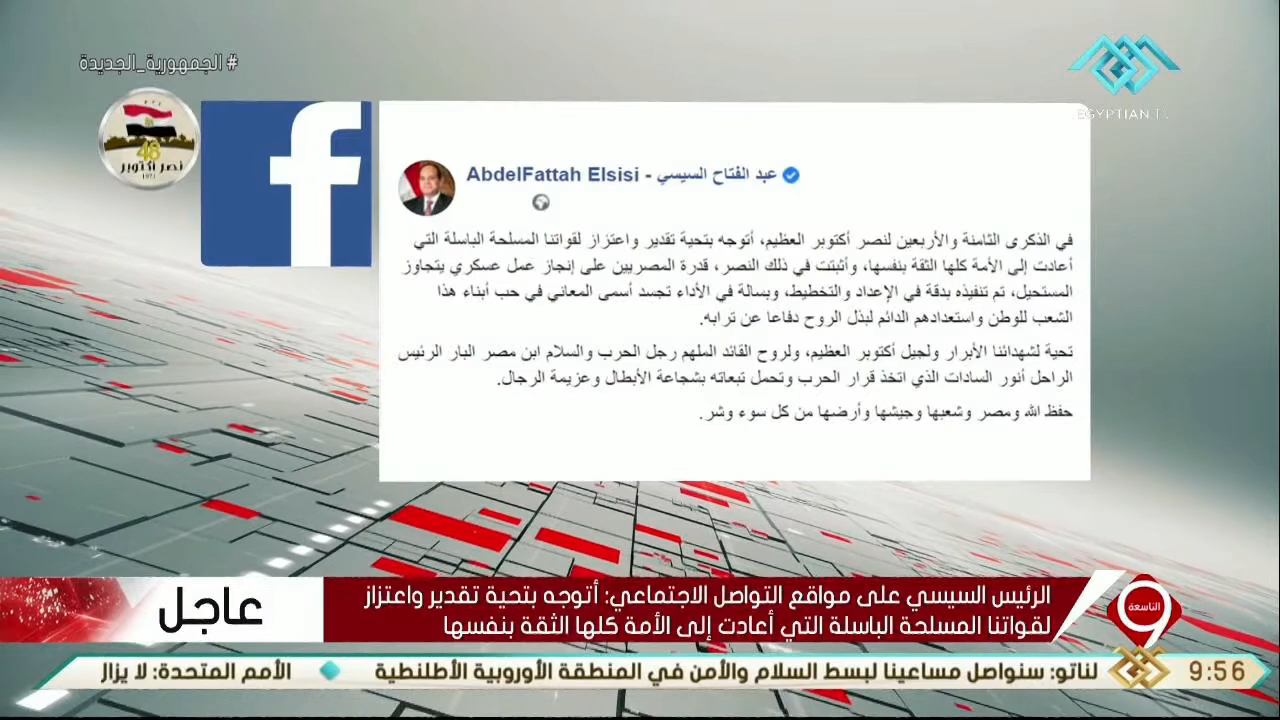 #الجمهورية_الجديدة
EGYPTIAN T
48
نصر أكتوبر
AbdelFattah Elsisi - عبد الفتاح السيسي
في الذكرى الثامنة والأربعين لنصر أكتوبر العظيم، أتوجه بتحية تقدير واعتزاز لقواتنا المسلحة الباسلة التي
أعادت إلى الأمة كلها الثقة بنفسها، وأثبتت في ذلك النصر، قدرة المصريين على إنجاز عمل عسكري يتجاوز
المستحيل، تم تنفيذه بدقة في الإعداد والتخطيط، وبسالة في الأداء تجسد أسمى المعاني في حب أبناء هذا
الشعب للوطن واستعدادهم الدائم لبذل الروح دفاعا عن ترابه.
تحية لشهدائنا الأبرار ولجيل أكتوبر العظيم، ولروح القائد الملهم رجل الحرب والسلام ابن مصر البار الرئيس
الراحل أنور السادات الذي اتخذ قرار الحرب وتحمل تبعاته بشجاعة الأبطال وعزيمة الرجال.
حفظ الله ومصر وشعبها وجيشها وأرضها من كل سوء وشر.
عاجل
الرئيس السيسي على مواقع التواصل الاجتماعي: أتوجه بتحية تقدير واعتزاز
لقواتنا المسلحة الباسلة التي أعادت إلى الأمة كلها الثقة بنفسها
التاسعة
9
لناتو: سنواصل مساعينا لبسط السلام والأمن في المنطقة الأوروبية الأطلنطية
الأمم المتحدة: لا يزال
9:56